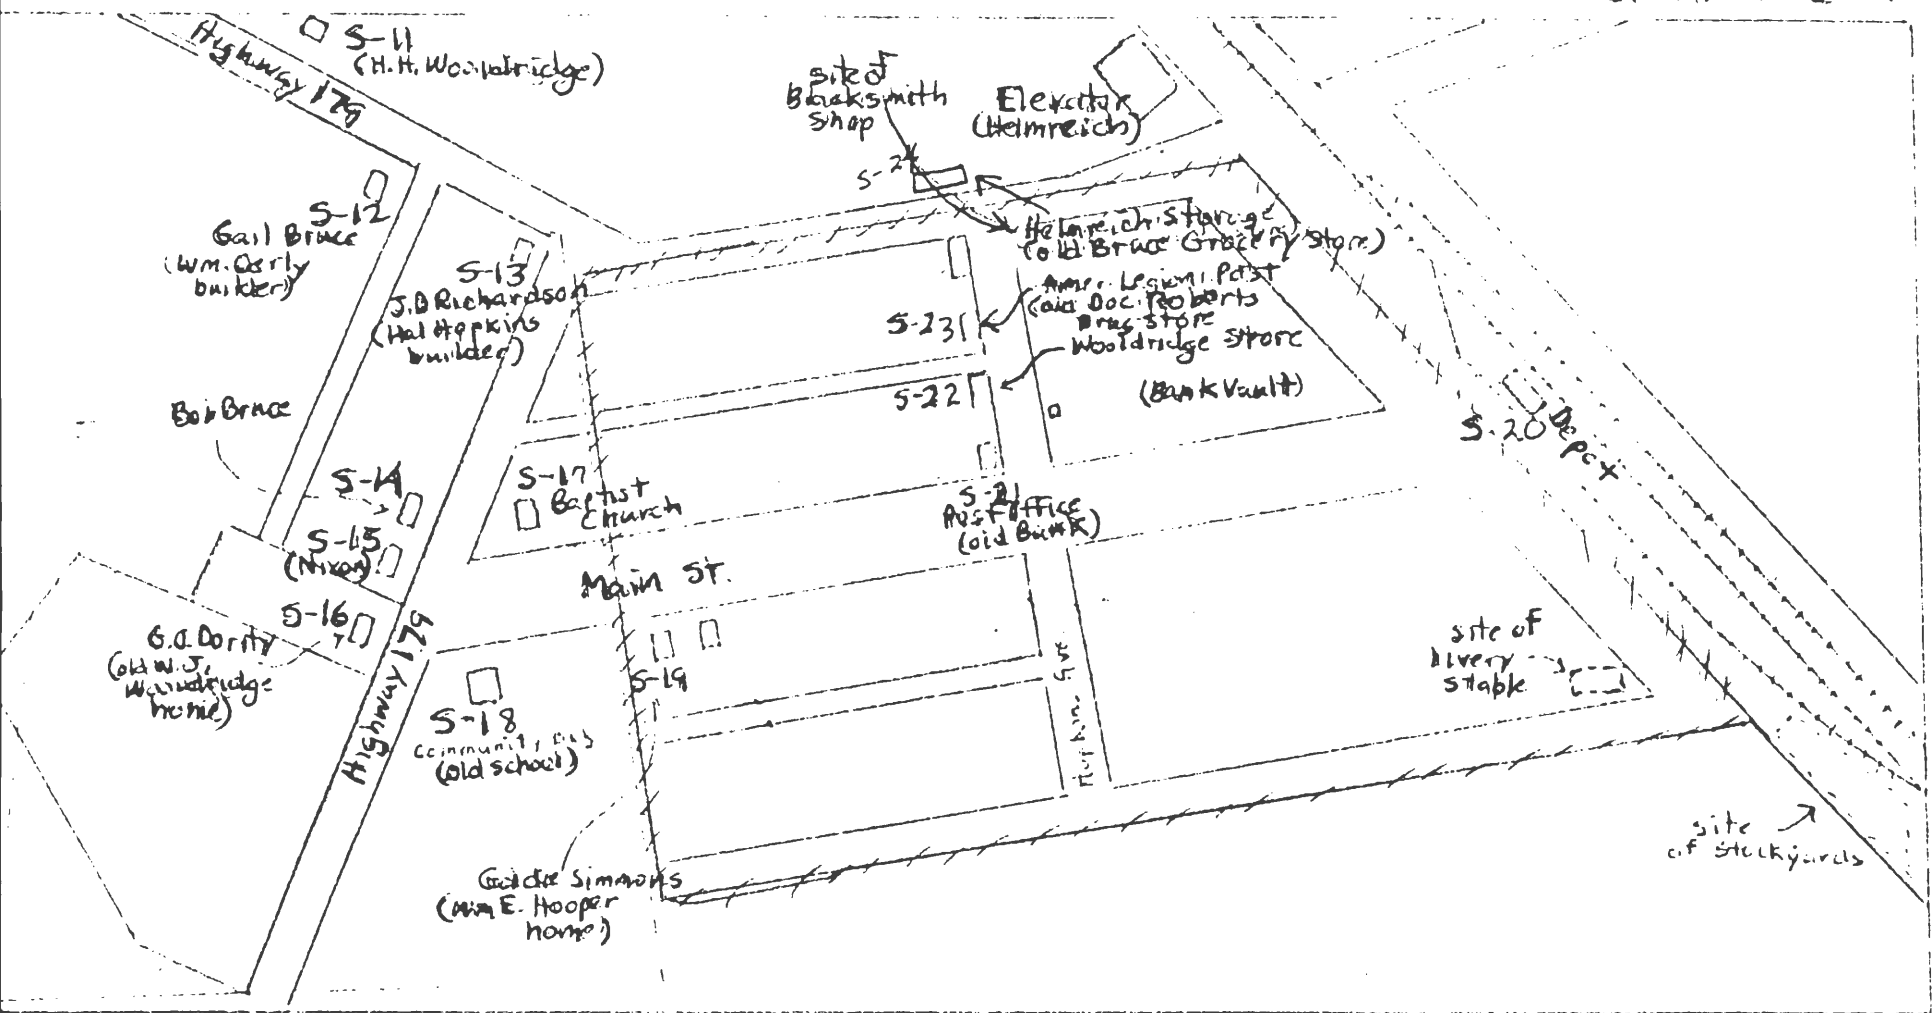 Highway 179
S-11
(H.H. Wooldridge)
site of
Blacksmith
Shop
Elevator
(Helmreich)
S-24
S-12
Gail Bruce
(Wm. Oerly
builder)
S-13
J.D Richardson
(Hal Hopkins
builder)
Helmreich Storage
(old Bruce Grocery Store)
S-23
Amer. Legion Post
(old Doc. Roberts
Drug Store
Wooldridge Store
S-22
(Bank Vault)
Bob Bruce
S-14
S-17
Baptist
Church
S-21
Post Office
(old Bank)
S-20
Depot
S-15
(Nixon)
Main St.
S-16
G.A. Dority
(old W.J.
Wooldridge
home)
Highway 179
S-18
Community
(old school)
S-19
site of
livery
stable
site
of stockyards
Goldie Simmons
E. Hooper
home)